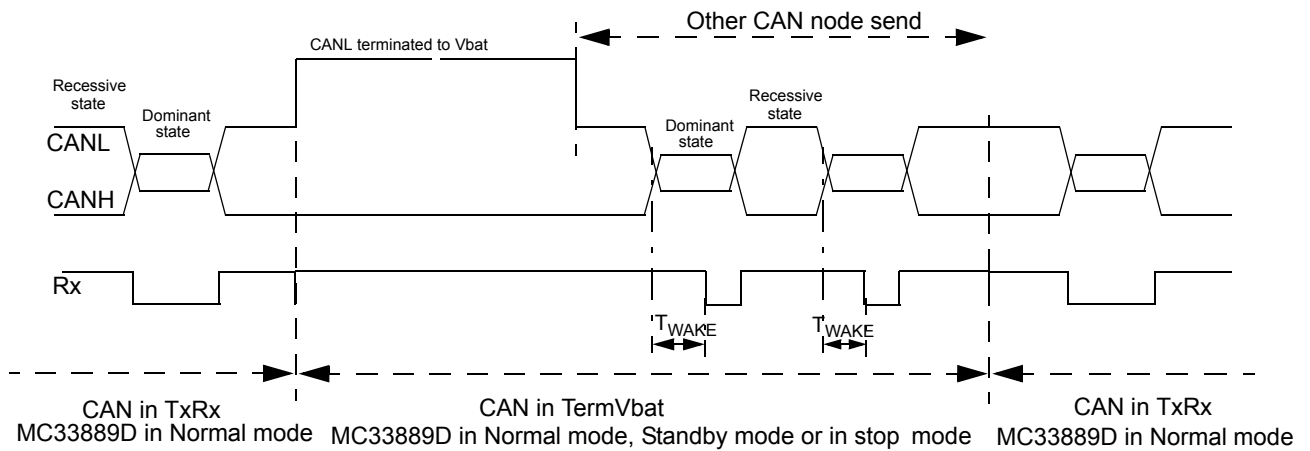 Other CAN node send
CANL terminated to Vbat
Recessive
state
Dominant
state
CANL
CANH
Dominant
state
Recessive
state
Rx
TWAKE
TWAKE
CAN in TxRx
MC33889D in Normal mode
CAN in TermVbat
MC33889D in Normal mode, Standby mode or in stop mode
CAN in TxRx
MC33889D in Normal mode